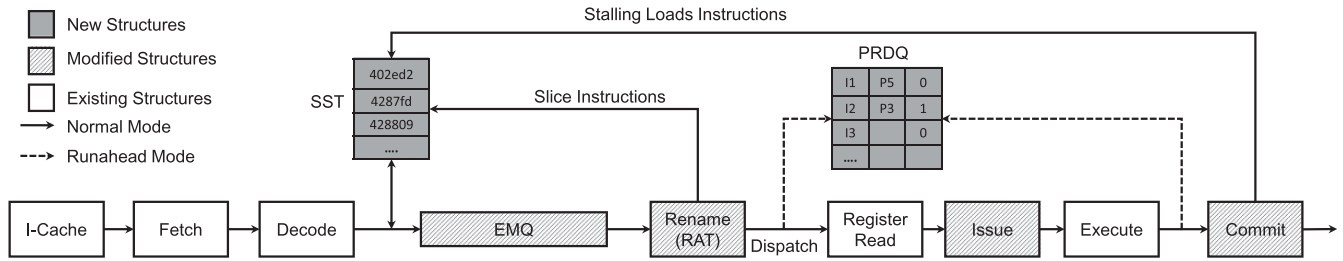 New Structures
Modified Structures
Existing Structures
Normal Mode
Runahead Mode
Stalling Loads Instructions
SST
402ed2
4287fd
428809
....
Slice Instructions
PRDQ
I1 P5 0
I2 P3 1
I3 0
....
I-Cache
Fetch
Decode
EMQ
Rename
(RAT)
Dispatch
Register
Read
Issue
Execute
Commit